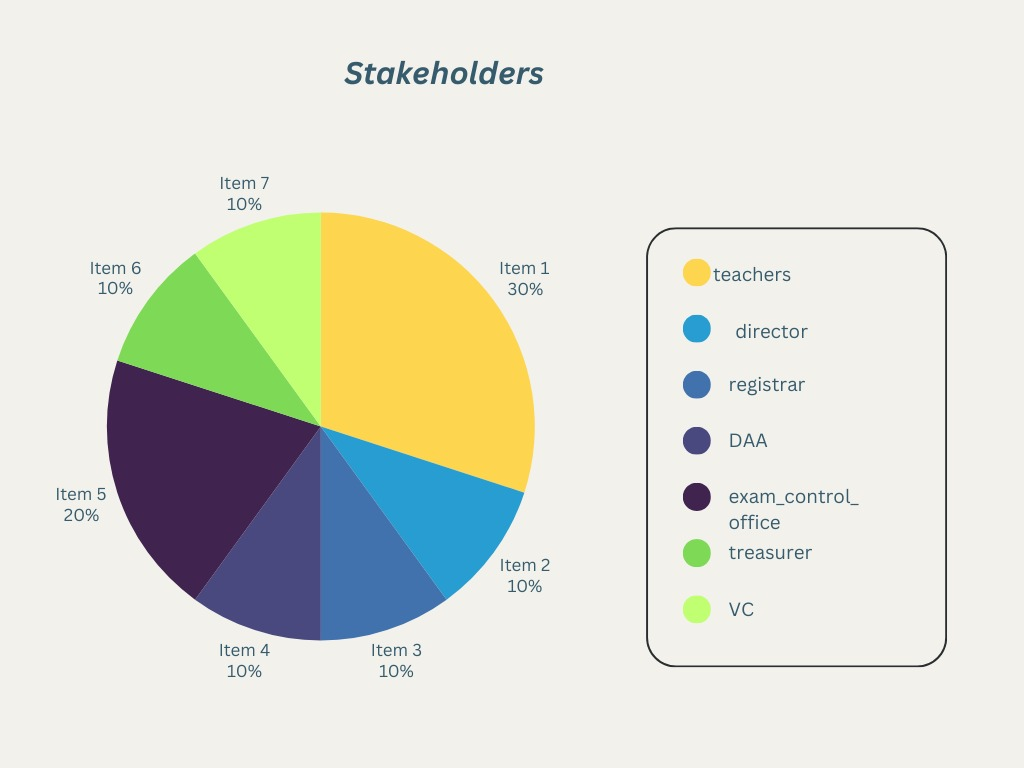 Stakeholders
Item 7
10%
Item 6
10%
Item 1
30%
Item 5
20%
Item 2
10%
Item 4
10%
Item 3
10%
teachers
director
registrar
DAA
exam_control_
office
treasurer
VC